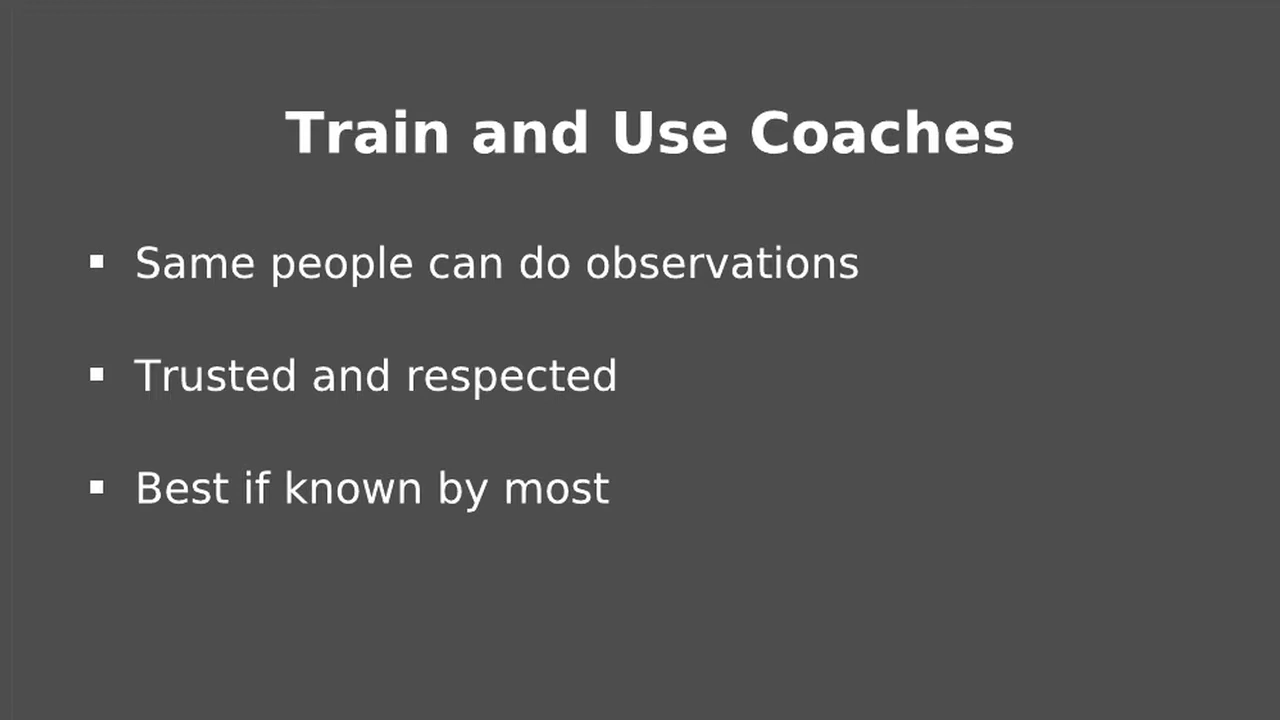 Train and Use Coaches
▪ Same people can do observations
▪ Trusted and respected
▪ Best if known by most